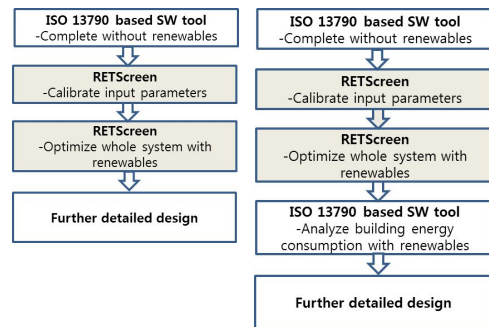 ISO 13790 based SW tool
-Complete without renewables
RETScreen
-Calibrate input parameters
RETScreen
-Optimize whole system with
renewables
Further detailed design
ISO 13790 based SW tool
-Complete without renewables
RETScreen
-Calibrate input parameters
RETScreen
-Optimize whole system with
renewables
ISO 13790 based SW tool
-Analyze building energy
consumption with renewables
Further detailed design